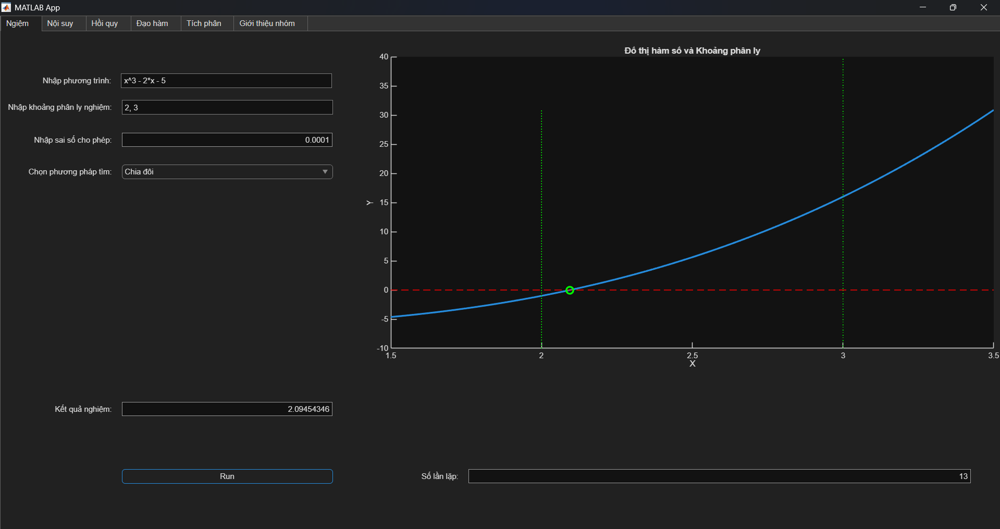 MATLAB App
Ngiệm
Nội suy
Hồi quy
Đạo hàm
Tích phân
Giới thiệu nhóm
Nhập phương trình:
x^3 - 2*x - 5
Nhập khoảng phân ly nghiệm:
2, 3
Nhập sai số cho phép:
0.0001
Chọn phương pháp tìm:
Chia đôi
Đồ thị hàm số và Khoảng phân ly
40
35
30
25
20
15
10
5
0
-5
-10
Y
1.5
2
2.5
3
3.5
X
Kết quả nghiệm:
2.09454346
Run
Số lần lặp:
13